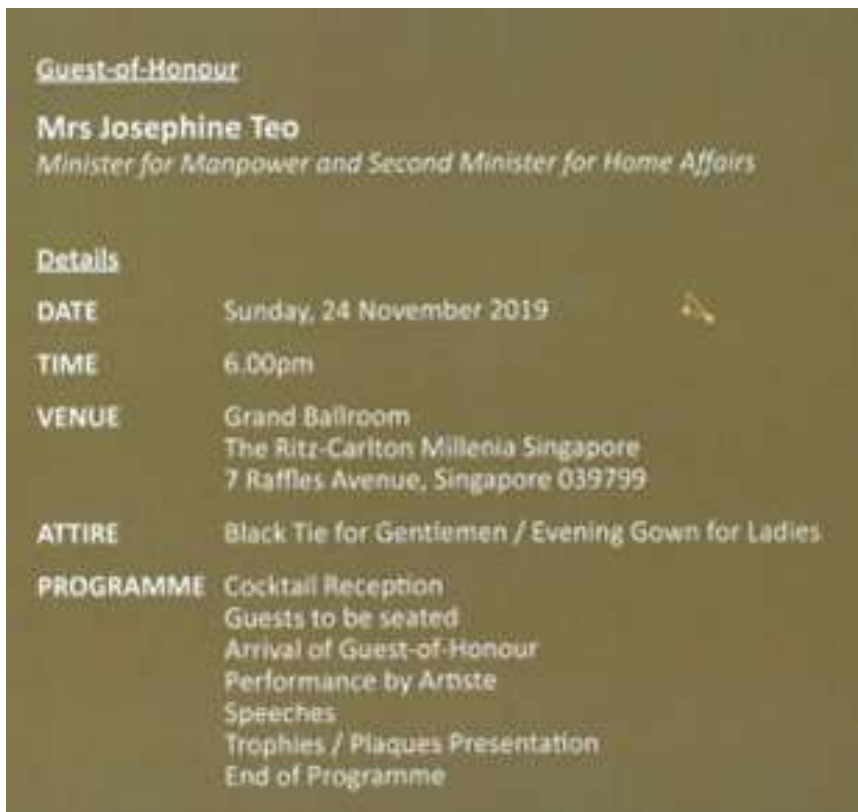 Guest-of-Honour
Mrs Josephine Teo
Minister for Manpower and Second Minister for Home Affairs
Details
DATE Sunday, 24 November 2019
TIME 6.00pm
VENUE Grand Ballroom
The Ritz-Carlton Millenia Singapore
7 Raffles Avenue, Singapore 039799
ATTIRE Black Tie for Gentlemen / Evening Gown for Ladies
PROGRAMME Cocktail Reception
Guests to be seated
Arrival of Guest-of-Honour
Performance by Artiste
Speeches
Trophies / Plaques Presentation
End of Programme